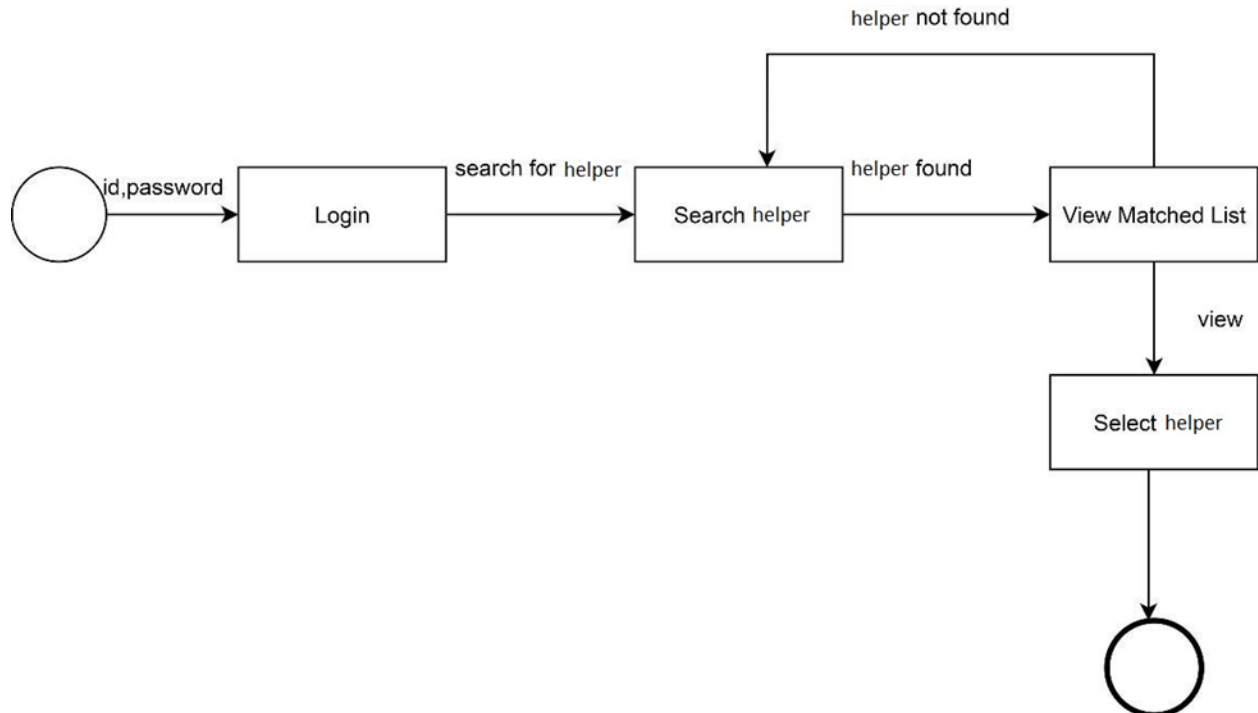 helper not found
id,password
Login
search for helper
Search helper
helper found
View Matched List
view
Select helper